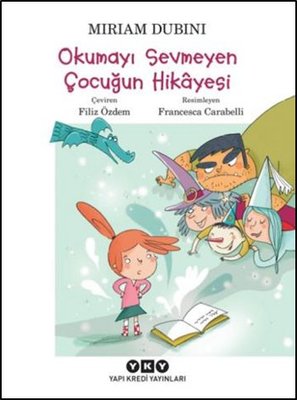 MIRIAM DUBINI
Okumayı Sevmeyen
Çocuğun Hikâyesi
Çeviren
Filiz Özdem
Resimleyen
Francesca Carabelli
YKY
YAPI KREDİ YAYINLARI